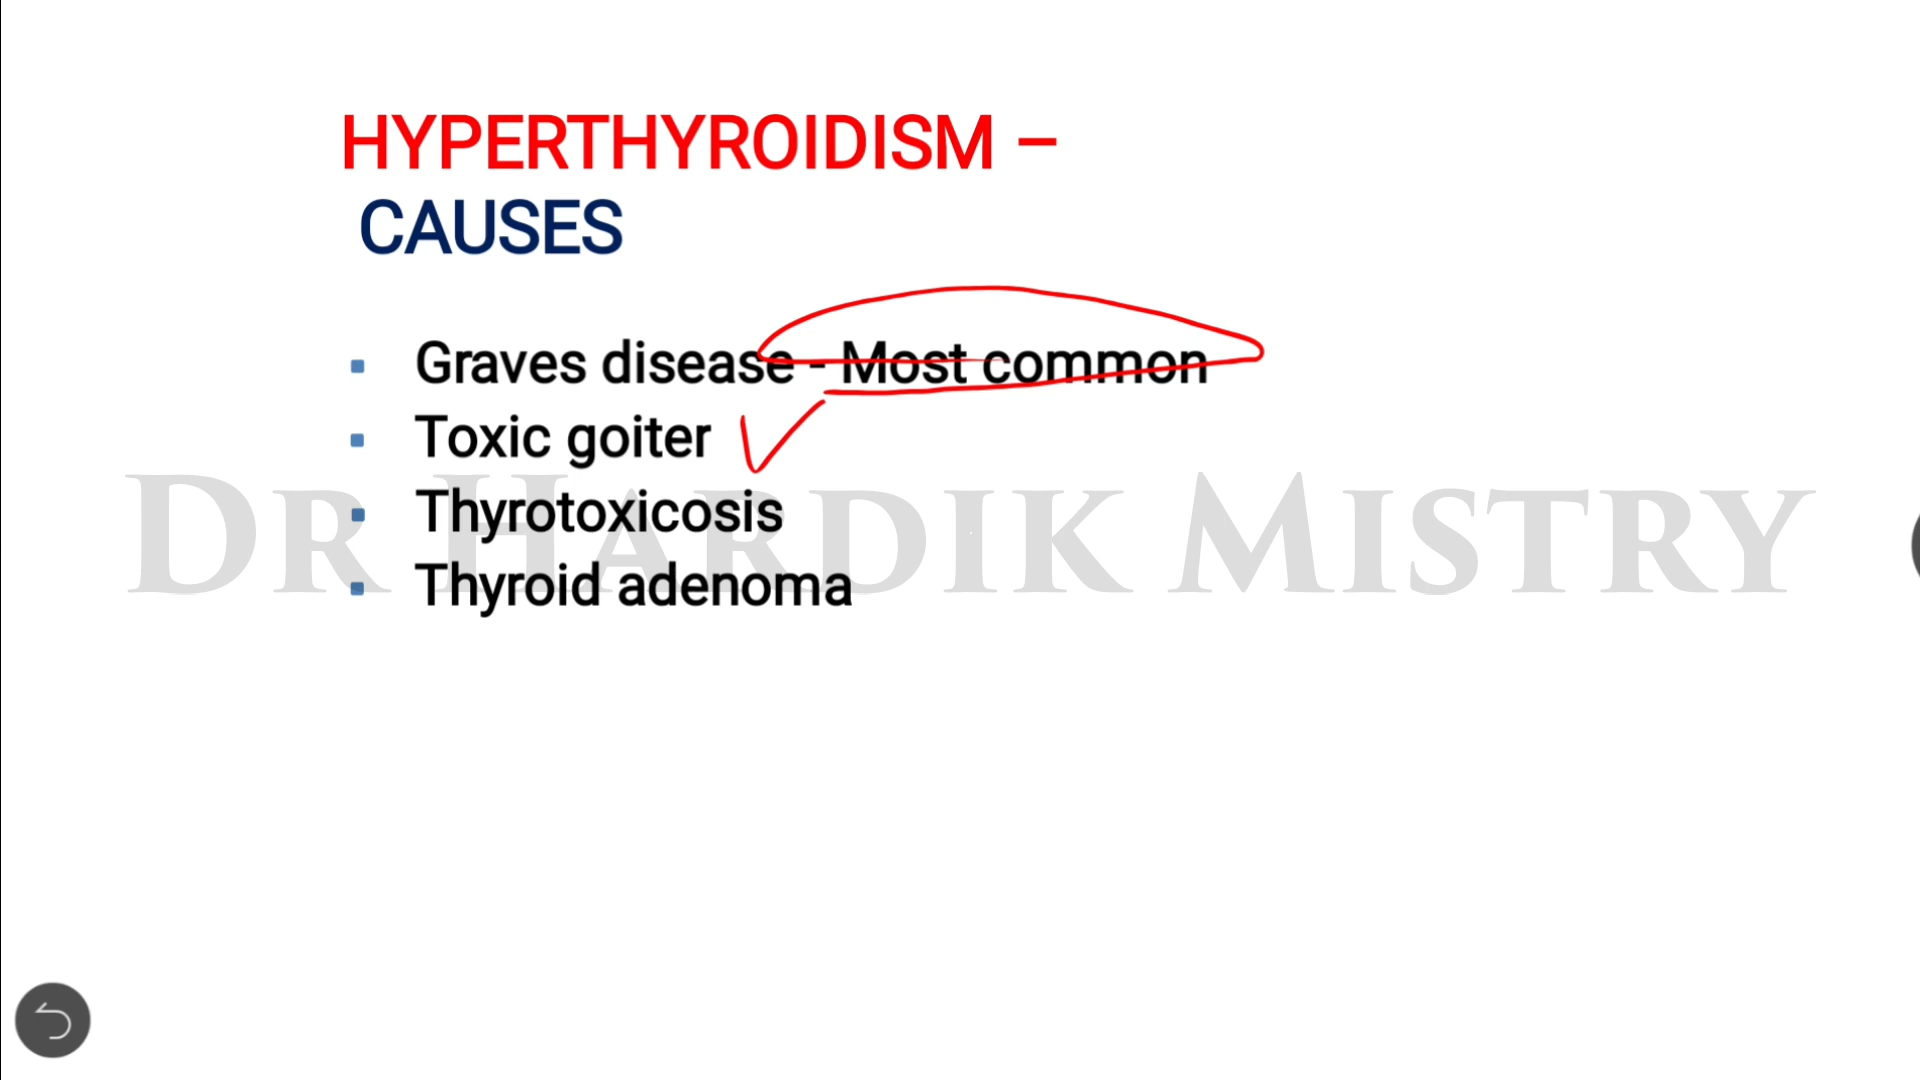 HYPERTHYROIDISM –
CAUSES
▪ Graves disease - Most common
▪ Toxic goiter
▪ Thyrotoxicosis
▪ Thyroid adenoma
DR HARDIK MISTRY